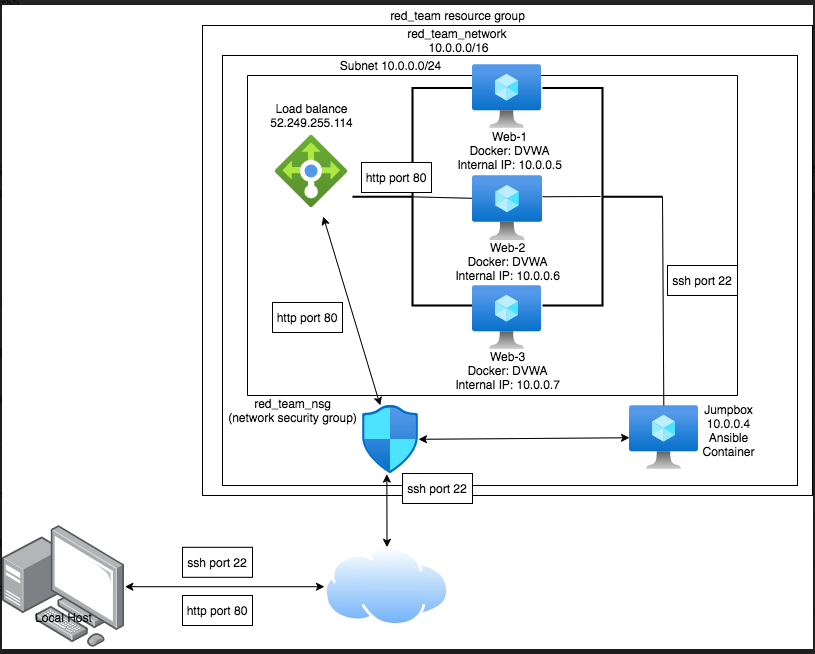 red_team resource group
red_team_network
10.0.0.0/16
Subnet 10.0.0.0/24
Load balance
52.249.255.114
http port 80
Web-1
Docker: DVWA
Internal IP: 10.0.0.5
Web-2
Docker: DVWA
Internal IP: 10.0.0.6
ssh port 22
http port 80
Web-3
Docker: DVWA
Internal IP: 10.0.0.7
red_team_nsg
(network security group)
Jumpbox
10.0.0.4
Ansible
Container
ssh port 22
ssh port 22
http port 80
Local Host